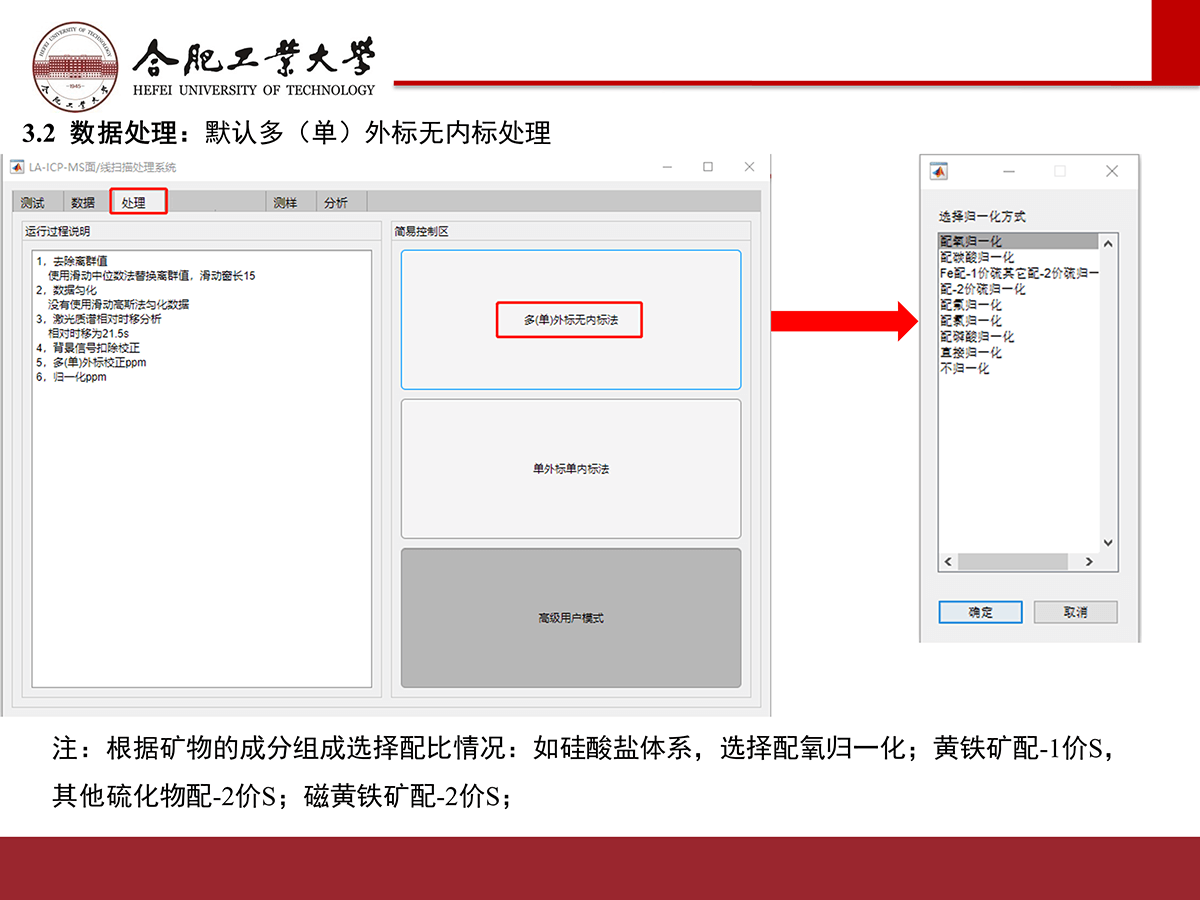 HEFEI UNIVERSITY OF TECHNOLOGY
1945
合肥工業大學
合肥工業大學
HEFEI UNIVERSITY OF TECHNOLOGY
3.2 数据处理：默认多（单）外标无内标处理
LA-ICP-MS面/线扫描处理系统
测试 数据 处理 测样 分析
运行过程说明
1，去除离群值
使用滑动中位数法替换离群值，滑动窗长15
2，数据匀化
没有使用滑动高斯法匀化数据
3，激光质谱相对时移分析
相对时移为21.5s
4，背景信号扣除校正
5，多(单)外标校正ppm
6，归一化ppm
简易控制区
多(单)外标无内标法
单外标单内标法
高级用户模式
选择归一化方式
配氧归一化
配碳酸归一化
Fe配-1价硫其它配-2价硫归一
配-2价硫归一化
配氟归一化
配氯归一化
配磷酸归一化
直接归一化
不归一化
确定 取消
注：根据矿物的成分组成选择配比情况：如硅酸盐体系，选择配氧归一化；黄铁矿配-1价S，
其他硫化物配-2价S；磁黄铁矿配-2价S；